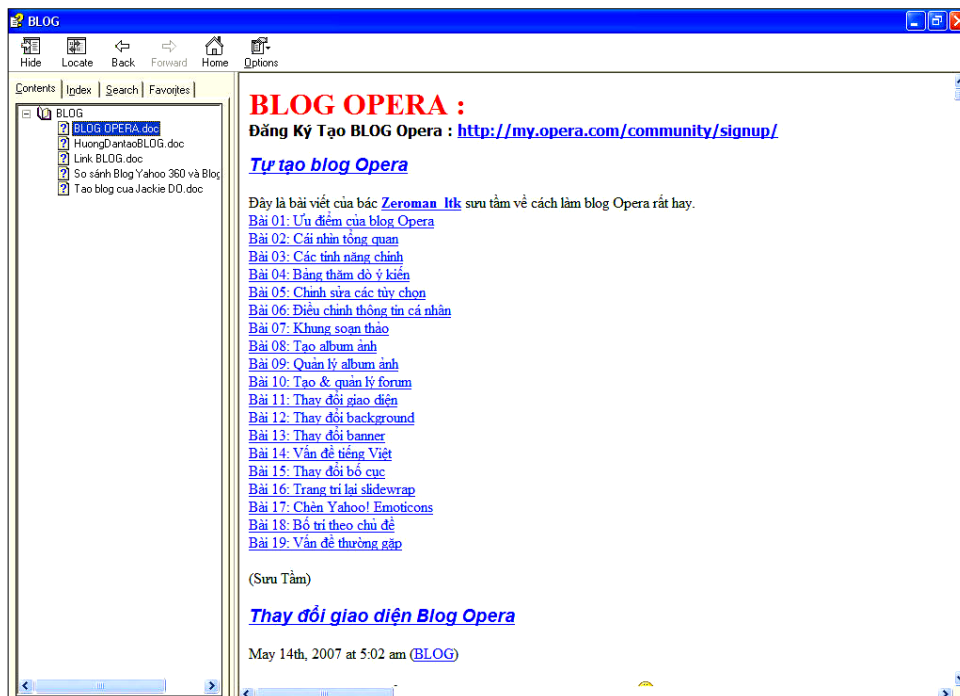 BLOG
Hide Locate Back Forward Home Options
Contents Index Search Favorites
BLOG
BLOG OPERA.doc
HuongDantaoBLOG.doc
Link BLOG.doc
So sánh Blog Yahoo 360 và Blog
Tao blog cua Jackie DO.doc
BLOG OPERA :
Đăng Ký Tạo BLOG Opera : http://my.opera.com/community/signup/
Tự tạo blog Opera
Đây là bài viết của bác Zeroman_ltk sưu tầm về cách làm blog Opera rất hay.
Bài 01: Ưu điểm của blog Opera
Bài 02: Cái nhìn tổng quan
Bài 03: Các tính năng chính
Bài 04: Bảng thăm dò ý kiến
Bài 05: Chỉnh sửa các tùy chọn
Bài 06: Điều chỉnh thông tin cá nhân
Bài 07: Khung soạn thảo
Bài 08: Tạo album ảnh
Bài 09: Quản lý album ảnh
Bài 10: Tạo & quản lý forum
Bài 11: Thay đổi giao diện
Bài 12: Thay đổi background
Bài 13: Thay đổi banner
Bài 14: Vấn đề tiếng Việt
Bài 15: Thay đổi bố cục
Bài 16: Trang trí lại slidewrap
Bài 17: Chèn Yahoo! Emoticons
Bài 18: Bố trí theo chủ đề
Bài 19: Vấn đề thường gặp
(Sưu Tầm)
Thay đổi giao diện Blog Opera
May 14th, 2007 at 5:02 am (BLOG)